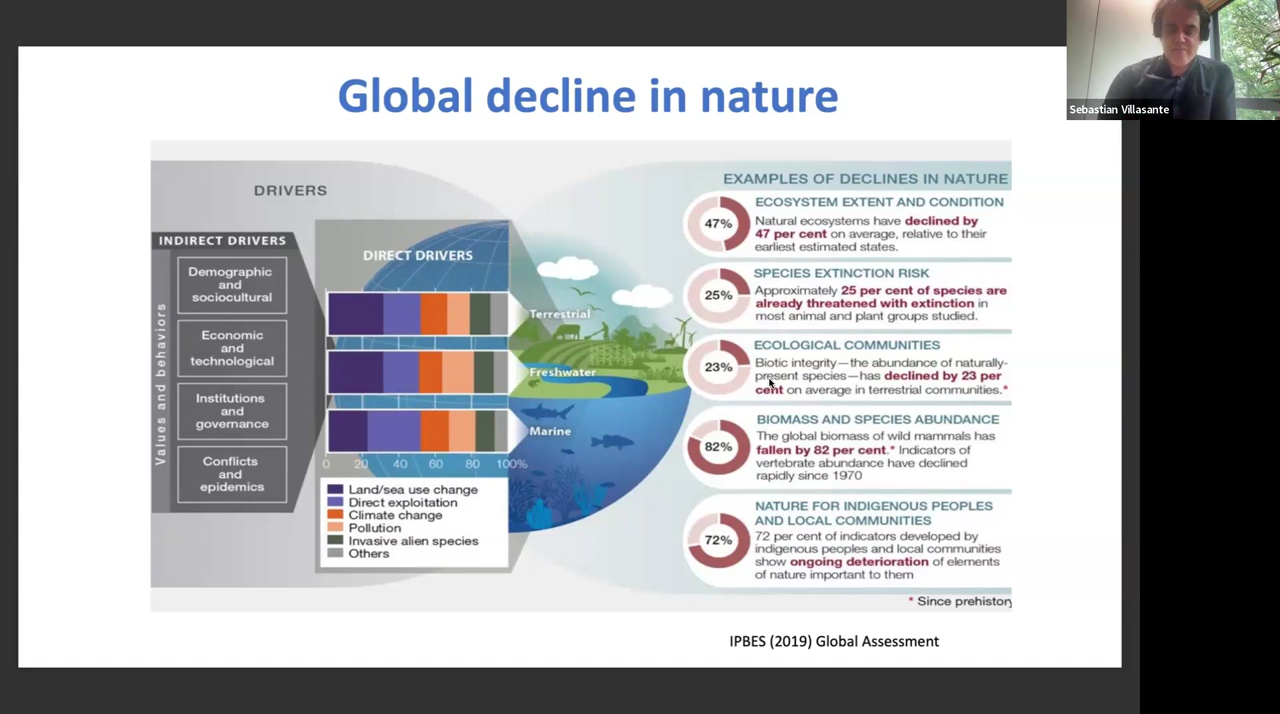 Global decline in nature
Sebastian Villasante
DRIVERS
INDIRECT DRIVERS
Values and behaviors
Demographic
and
sociocultural
Economic
and
technological
Institutions
and
governance
Conflicts
and
epidemics
DIRECT DRIVERS
Terrestrial
Freshwater
Marine
0 20 40 60 80 100%
Land/sea use change
Direct exploitation
Climate change
Pollution
Invasive alien species
Others
EXAMPLES OF DECLINES IN NATURE
47%
ECOSYSTEM EXTENT AND CONDITION
Natural ecosystems have declined by
47 per cent on average, relative to their
earliest estimated states.
25%
SPECIES EXTINCTION RISK
Approximately 25 per cent of species are
already threatened with extinction in
most animal and plant groups studied.
23%
ECOLOGICAL COMMUNITIES
Biotic integrity—the abundance of naturally-
present species—has declined by 23 per
cent on average in terrestrial communities.*
82%
BIOMASS AND SPECIES ABUNDANCE
The global biomass of wild mammals has
fallen by 82 per cent.* Indicators of
vertebrate abundance have declined
rapidly since 1970
72%
NATURE FOR INDIGENOUS PEOPLES
AND LOCAL COMMUNITIES
72 per cent of indicators developed by
indigenous peoples and local communities
show ongoing deterioration of elements
of nature important to them
* Since prehistory
IPBES (2019) Global Assessment